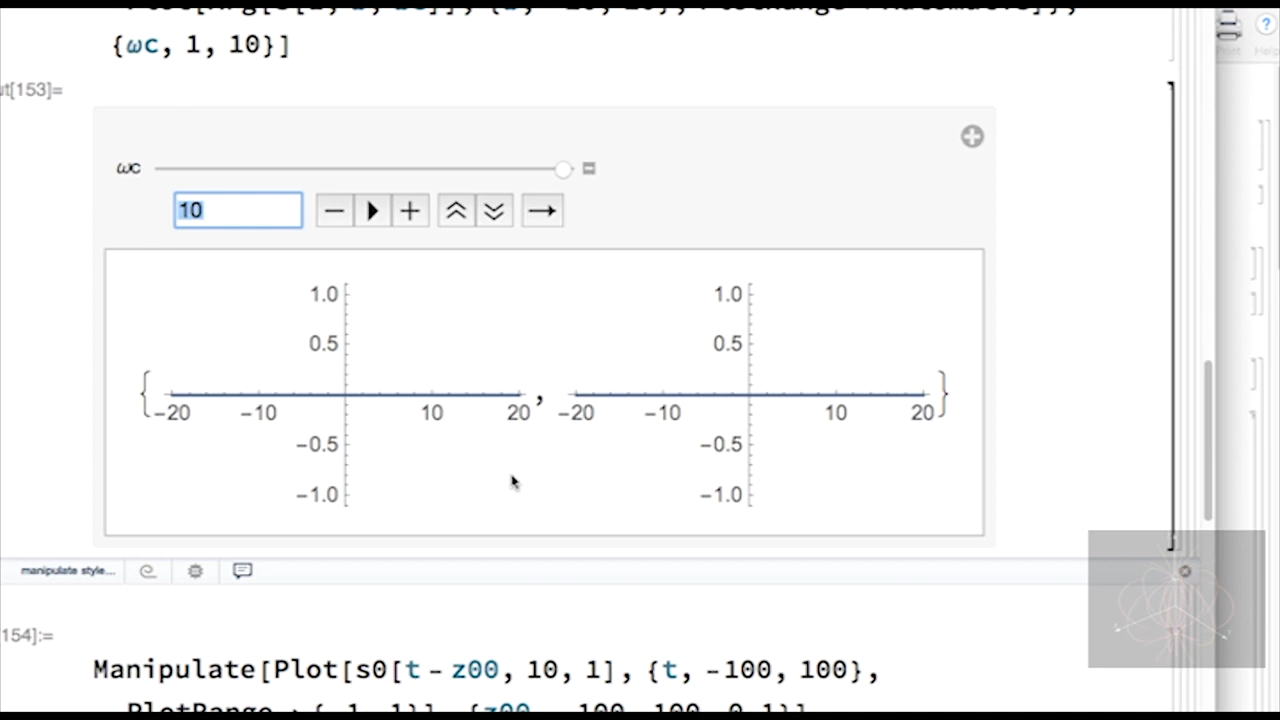 {ωc, 1, 10}]
ut[153]=
ωc
10
1.0 1.0
0.5 0.5
-20 -10 10 20 , -20 -10 10 20
-0.5 -0.5
-1.0 -1.0
manipulate style...
154]:=
Manipulate[Plot[s0[t - z00, 10, 1], {t, -100, 100},
Print Help